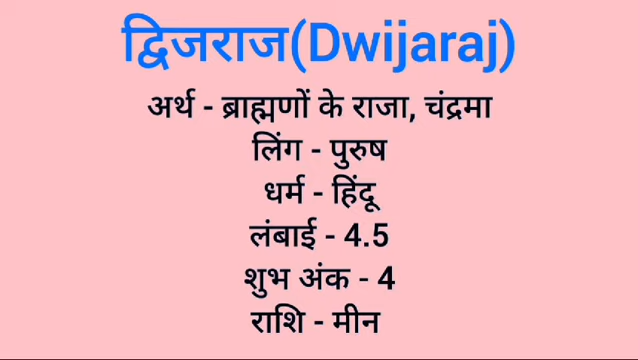 द्विजराज(Dwijaraj)
अर्थ - ब्राह्मणों के राजा, चंद्रमा
लिंग - पुरुष
धर्म - हिंदू
लंबाई - 4.5
शुभ अंक - 4
राशि - मीन